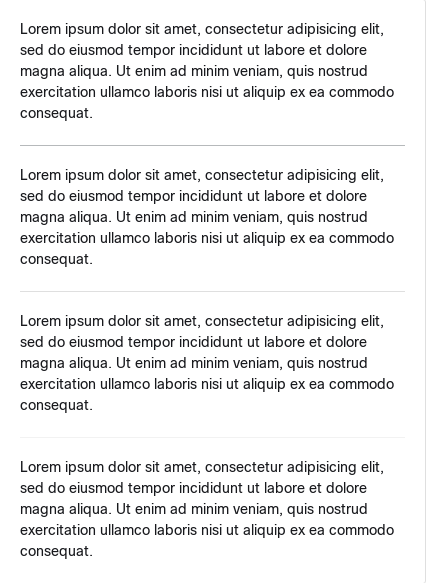 Lorem ipsum dolor sit amet, consectetur adipisicing elit,
sed do eiusmod tempor incididunt ut labore et dolore
magna aliqua. Ut enim ad minim veniam, quis nostrud
exercitation ullamco laboris nisi ut aliquip ex ea commodo
consequat.
Lorem ipsum dolor sit amet, consectetur adipisicing elit,
sed do eiusmod tempor incididunt ut labore et dolore
magna aliqua. Ut enim ad minim veniam, quis nostrud
exercitation ullamco laboris nisi ut aliquip ex ea commodo
consequat.
Lorem ipsum dolor sit amet, consectetur adipisicing elit,
sed do eiusmod tempor incididunt ut labore et dolore
magna aliqua. Ut enim ad minim veniam, quis nostrud
exercitation ullamco laboris nisi ut aliquip ex ea commodo
consequat.
Lorem ipsum dolor sit amet, consectetur adipisicing elit,
sed do eiusmod tempor incididunt ut labore et dolore
magna aliqua. Ut enim ad minim veniam, quis nostrud
exercitation ullamco laboris nisi ut aliquip ex ea commodo
consequat.